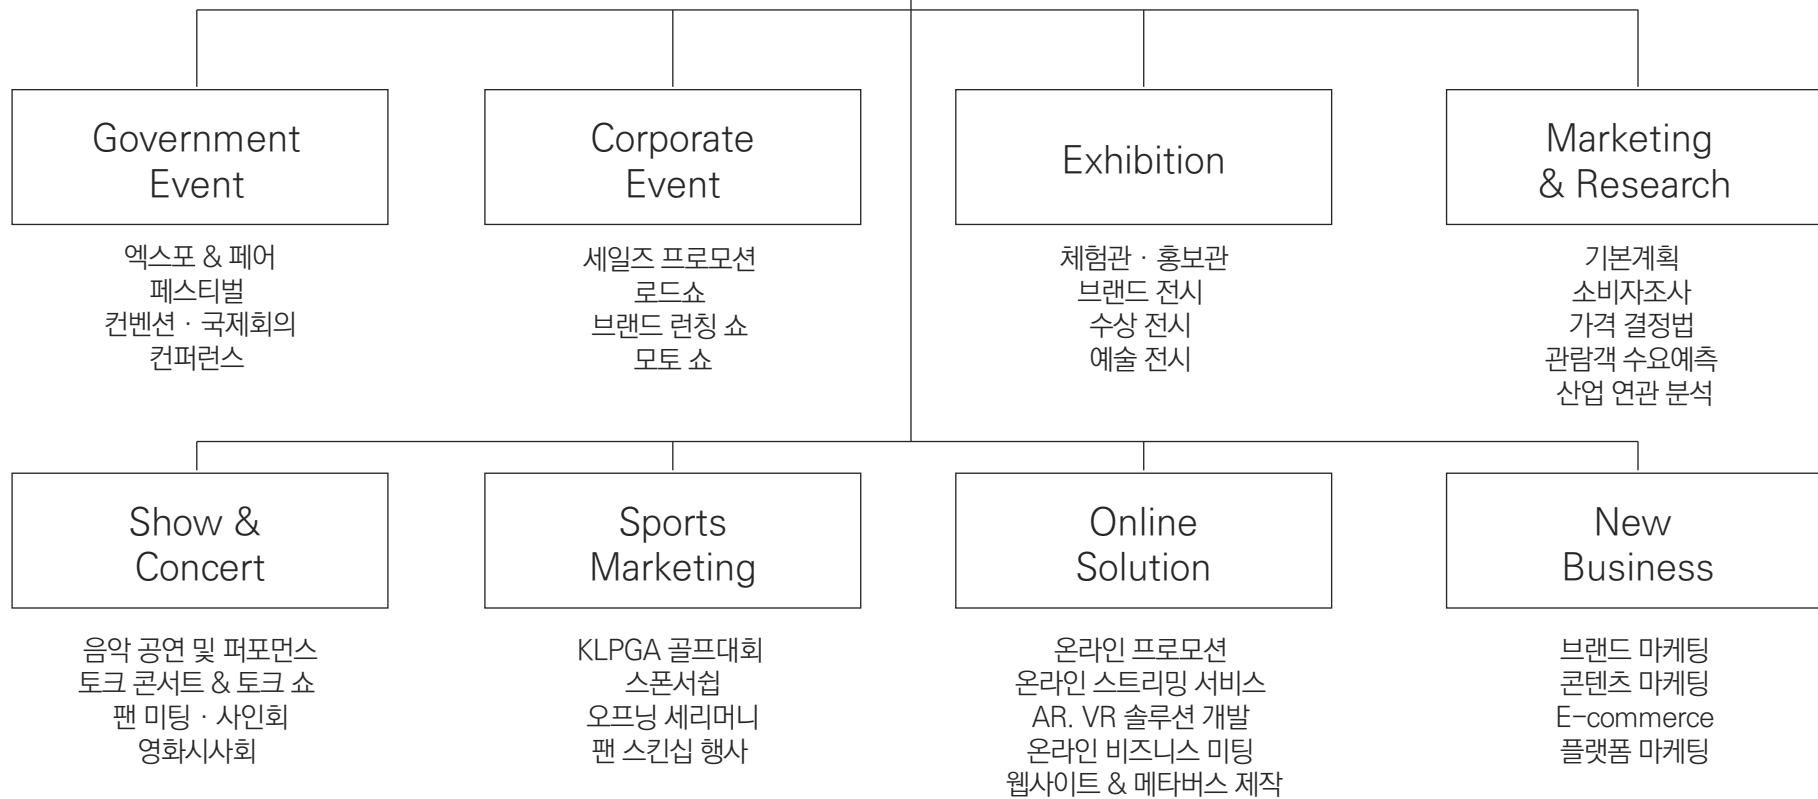 Government
Event
엑스포 & 페어
페스티벌
컨벤션 · 국제회의
컨퍼런스
Corporate
Event
세일즈 프로모션
로드쇼
브랜드 런칭 쇼
모토 쇼
Exhibition
체험관 · 홍보관
브랜드 전시
수상 전시
예술 전시
Marketing
& Research
기본계획
소비자조사
가격 결정법
관람객 수요예측
산업 연관 분석
Show &
Concert
음악 공연 및 퍼포먼스
토크 콘서트 & 토크 쇼
팬 미팅 · 사인회
영화시사회
Sports
Marketing
KLPGA 골프대회
스폰서쉽
오프닝 세리머니
팬 스킨십 행사
Online
Solution
온라인 프로모션
온라인 스트리밍 서비스
AR. VR 솔루션 개발
온라인 비즈니스 미팅
웹사이트 & 메타버스 제작
New
Business
브랜드 마케팅
콘텐츠 마케팅
E-commerce
플랫폼 마케팅